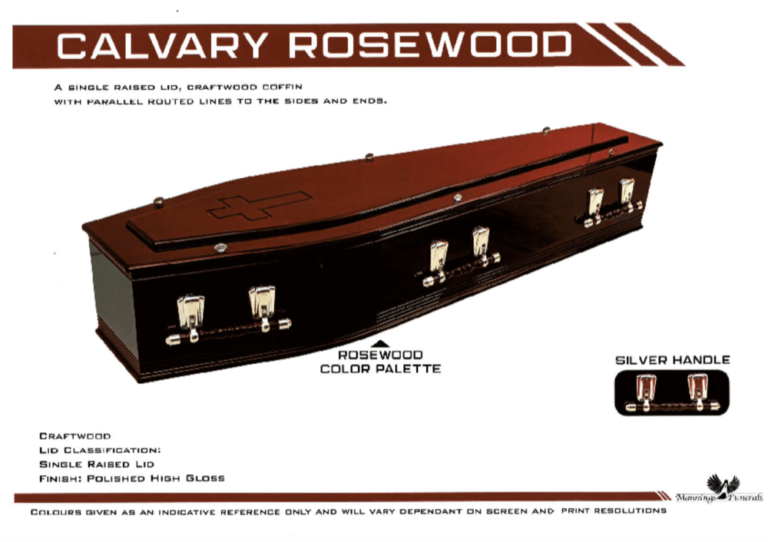 CALVARY ROSEWOOD
A SINGLE RAISED LID, CRAFTWOOD COFFIN
WITH PARALLEL ROUTED LINES TO THE SIDES AND ENDS.
ROSEWOOD
COLOR PALETTE
SILVER HANDLE
CRAFTWOOD
LID CLASSIFICATION:
SINGLE RAISED LID
FINISH: POLISHED HIGH GLOSS
Mannings Funerals
COLOURS GIVEN AS AN INDICATIVE REFERENCE ONLY AND WILL VARY DEPENDANT ON SCREEN AND PRINT RESOLUTIONS